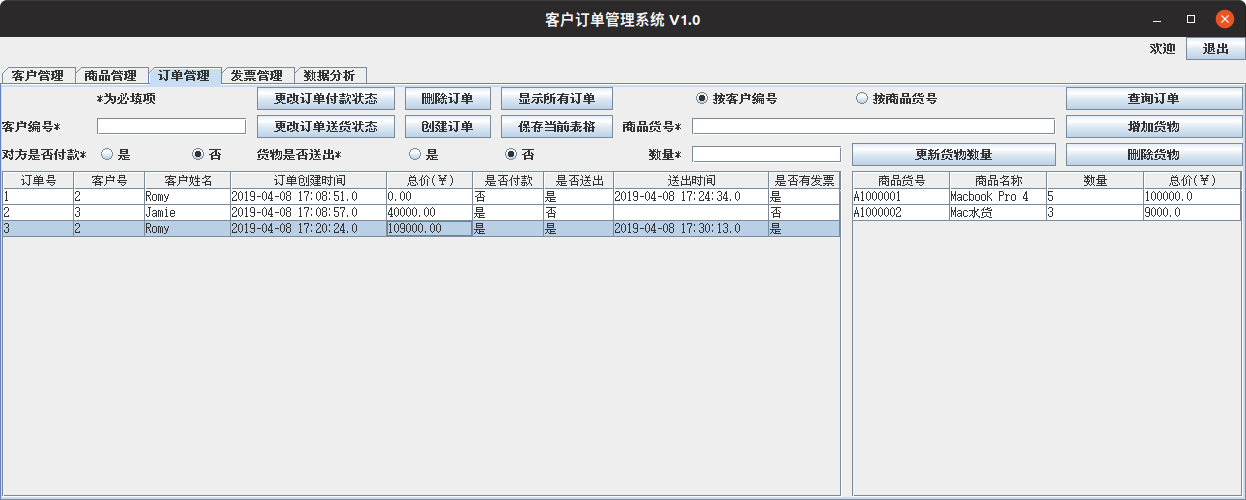 客户订单管理系统 V1.0
欢迎 退出
客户管理 商品管理 订单管理 发票管理 数据分析
*为必填项 更改订单付款状态 删除订单 显示所有订单 按客户编号 按商品货号 查询订单
客户编号* 更改订单送货状态 创建订单 保存当前表格 商品货号* 增加货物
对方是否付款* 是 否 货物是否送出* 是 否 数量* 更新货物数量 删除货物
订单号 客户号 客户姓名 订单创建时间 总价(￥) 是否付款 是否送出 送出时间 是否有发票 商品货号 商品名称 数量 总价(￥)
1 2 Romy 2019-04-08 17:08:51.0 0.00 否 是 2019-04-08 17:24:34.0 是 A1000001 Macbook Pro 4 5 100000.0
2 3 Jamie 2019-04-08 17:08:57.0 40000.00 是 否 否 A1000002 Mac水货 3 9000.0
3 2 Romy 2019-04-08 17:20:24.0 109000.00 是 是 2019-04-08 17:30:13.0 是